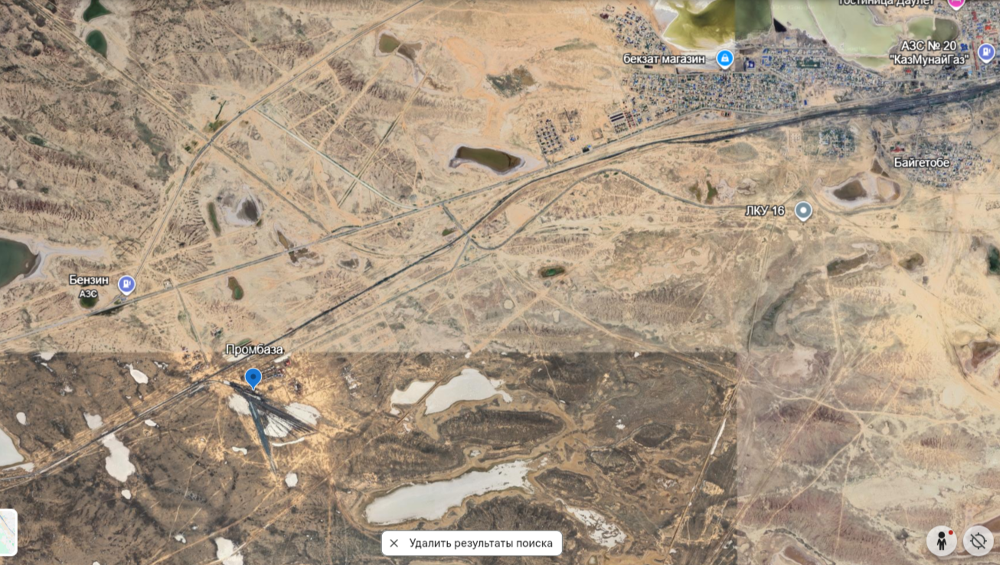 Гостиница Даулет
АЗС № 20
"КазМунайГаз"
бекзат магазин
Байгетобе
ЛКУ 16
Бензин
АЗС
Промбаза
Удалить результаты поиска